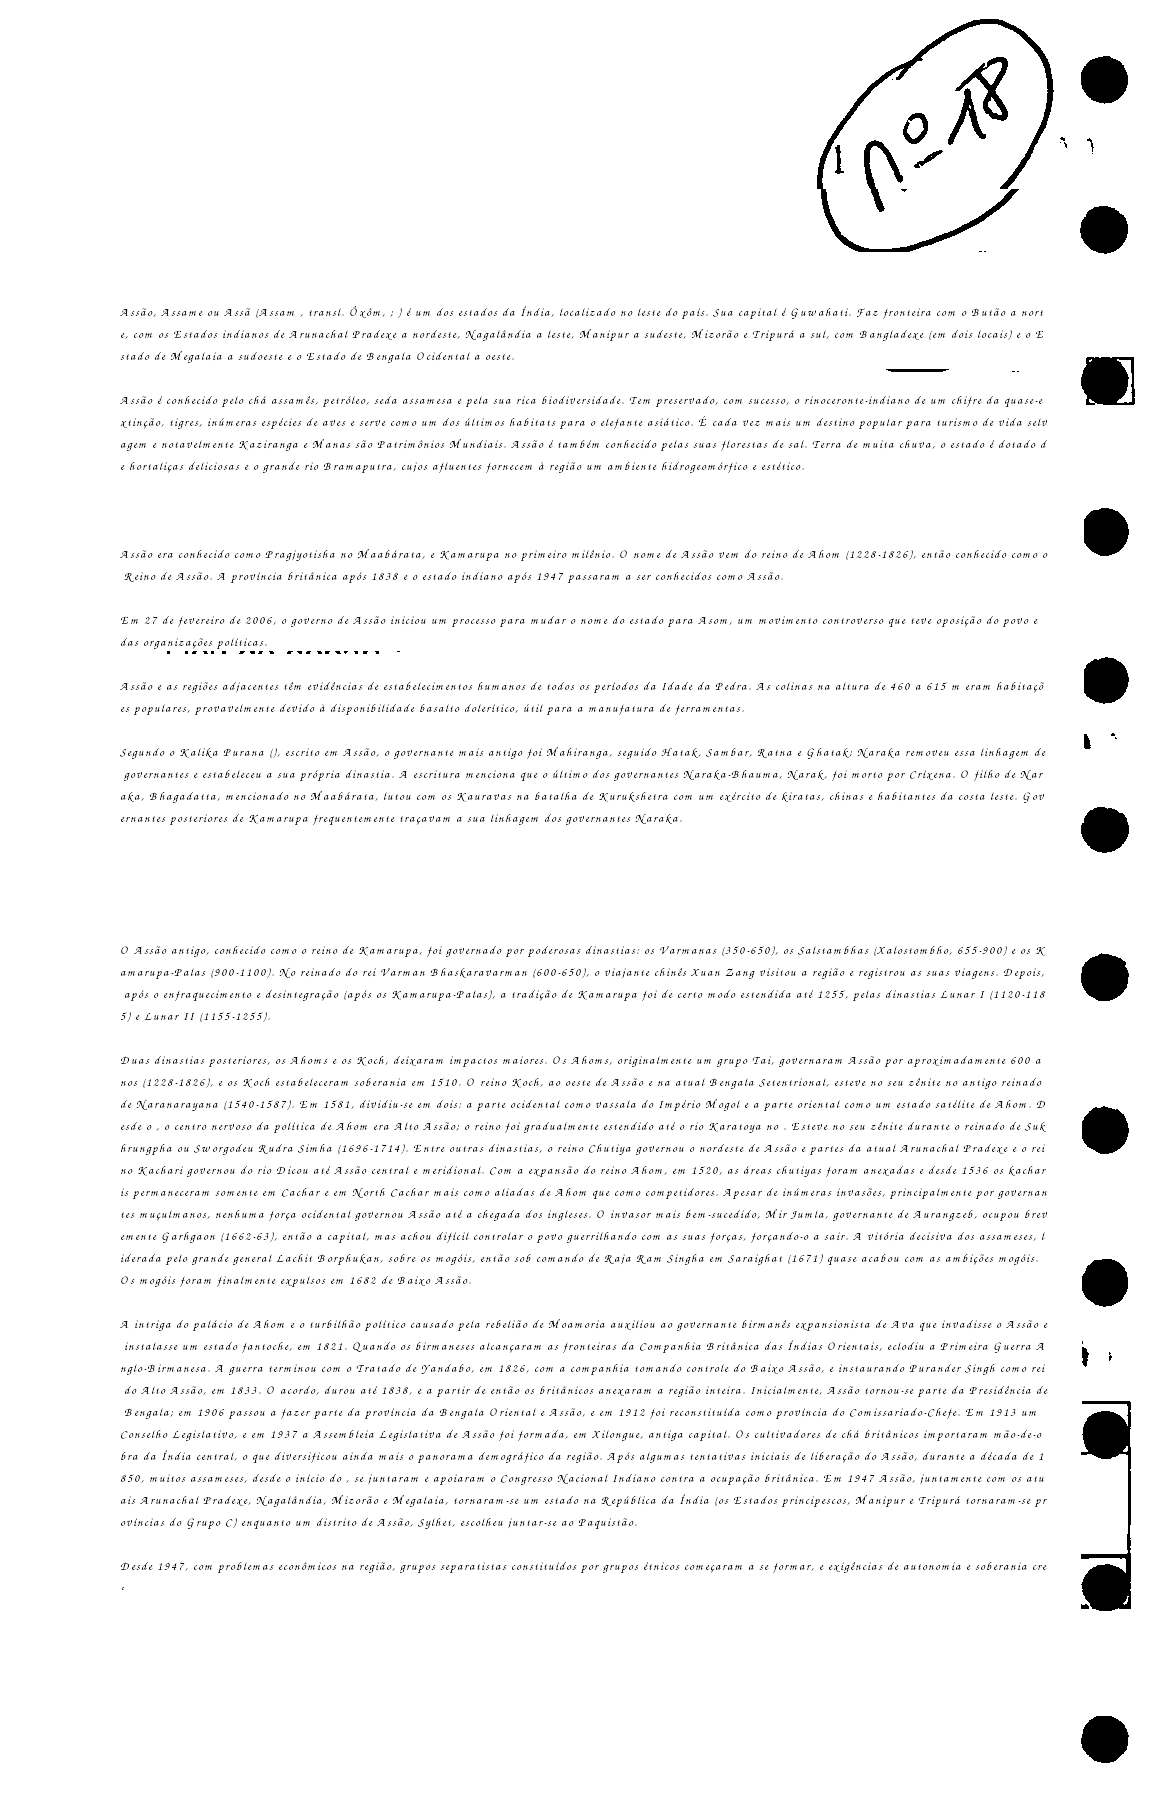 nº 18
Assão, Assame ou Assã (Assam , transl. Ôxôm, ; ) é um dos estados da Índia, localizado no leste do país. Sua capital é Guwahati. Faz fronteira com o Butão a nort
e, com os Estados indianos de Arunachal Pradexe a nordeste, Nagalândia a leste, Manipur a sudeste, Mizorão e Tripurá a sul, com Bangladexe (em dois locais) e o E
stado de Megalaia a sudoeste e o Estado de Bengala Ocidental a oeste.
Assão é conhecido pelo chá assamês, petróleo, seda assamesa e pela sua rica biodiversidade. Tem preservado, com sucesso, o rinoceronte-indiano de um chifre da quase-e
xtinção, tigres, inúmeras espécies de aves e serve como um dos últimos habitats para o elefante asiático. É cada vez mais um destino popular para turismo de vida selv
agem e notavelmente Kaziranga e Manas são Patrimônios Mundiais. Assão é também conhecido pelas suas florestas de sal. Terra de muita chuva, o estado é dotado d
e hortaliças deliciosas e o grande rio Bramaputra, cujos afluentes fornecem à região um ambiente hidrogeomórfico e estético.
Assão era conhecido como Pragjyotisha no Maabárata, e Kamarupa no primeiro milênio. O nome de Assão vem do reino de Ahom (1228-1826), então conhecido como o
Reino de Assão. A província britânica após 1838 e o estado indiano após 1947 passaram a ser conhecidos como Assão.
Em 27 de fevereiro de 2006, o governo de Assão iniciou um processo para mudar o nome do estado para Asom, um movimento controverso que teve oposição do povo e
das organizações políticas.
Assão e as regiões adjacentes têm evidências de estabelecimentos humanos de todos os períodos da Idade da Pedra. As colinas na altura de 460 a 615 m eram habitaçõ
es populares, provavelmente devido à disponibilidade basalto dolerítico, útil para a manufatura de ferramentas.
Segundo o Kalika Purana (), escrito em Assão, o governante mais antigo foi Mahiranga, seguido Hatak, Sambar, Ratna e Ghatak; Naraka removeu essa linhagem de
governantes e estabeleceu a sua própria dinastia. A escritura menciona que o último dos governantes Naraka-Bhauma, Narak, foi morto por Críxena. O filho de Nar
aka, Bhagadatta, mencionado no Maabárata, lutou com os Kauravas na batalha de Kurukshetra com um exército de kiratas, chinas e habitantes da costa leste. Gov
ernantes posteriores de Kamarupa frequentemente traçavam a sua linhagem dos governantes Naraka.
O Assão antigo, conhecido como o reino de Kamarupa, foi governado por poderosas dinastias: os Varmanas (350-650), os Salstambhas (Xalostombho, 655-900) e os K
amarupa-Palas (900-1100). No reinado do rei Varman Bhaskaravarman (600-650), o viajante chinês Xuan Zang visitou a região e registrou as suas viagens. Depois,
após o enfraquecimento e desintegração (após os Kamarupa-Palas), a tradição de Kamarupa foi de certo modo estendida até 1255, pelas dinastias Lunar I (1120-118
5) e Lunar II (1155-1255).
Duas dinastias posteriores, os Ahoms e os Koch, deixaram impactos maiores. Os Ahoms, originalmente um grupo Tai, governaram Assão por aproximadamente 600 a
nos (1228-1826), e os Koch estabeleceram soberania em 1510. O reino Koch, ao oeste de Assão e na atual Bengala Setentrional, esteve no seu zênite no antigo reinado
de Naranarayana (1540-1587). Em 1581, dividiu-se em dois: a parte ocidental como vassala do Império Mogol e a parte oriental como um estado satélite de Ahom. D
esde o , o centro nervoso da política de Ahom era Alto Assão; o reino foi gradualmente estendido até o rio Karatoya no . Esteve no seu zênite durante o reinado de Suk
hrungpha ou Sworgodeu Rudra Simha (1696-1714). Entre outras dinastias, o reino Chutiya governou o nordeste de Assão e partes da atual Arunachal Pradexe e o rei
no Kachari governou do rio Dicou até Assão central e meridional. Com a expansão do reino Ahom, em 1520, as áreas chutiyas foram anexadas e desde 1536 os kachar
is permaneceram somente em Cachar e em North Cachar mais como aliadas de Ahom que como competidores. Apesar de inúmeras invasões, principalmente por governan
tes muçulmanos, nenhuma força ocidental governou Assão até a chegada dos ingleses. O invasor mais bem-sucedido, Mir Jumla, governante de Aurangzeb, ocupou brev
emente Garhgaon (1662-63), então a capital, mas achou difícil controlar o povo guerrilhando com as suas forças, forçando-o a sair. A vitória decisiva dos assameses, l
iderada pelo grande general Lachit Borphukan, sobre os mogóis, então sob comando de Raja Ram Singha em Saraighat (1671) quase acabou com as ambições mogóis.
Os mogóis foram finalmente expulsos em 1682 de Baixo Assão.
A intriga do palácio de Ahom e o turbilhão político causado pela rebelião de Moamoria auxiliou ao governante birmanês expansionista de Ava que invadisse o Assão e
instalasse um estado fantoche, em 1821. Quando os birmaneses alcançaram as fronteiras da Companhia Britânica das Índias Orientais, eclodiu a Primeira Guerra A
nglo-Birmanesa. A guerra terminou com o Tratado de Yandabo, em 1826, com a companhia tomando controle do Baixo Assão, e instaurando Purander Singh como rei
do Alto Assão, em 1833. O acordo, durou até 1838, e a partir de então os britânicos anexaram a região inteira. Inicialmente, Assão tornou-se parte da Presidência de
Bengala; em 1906 passou a fazer parte da província da Bengala Oriental e Assão, e em 1912 foi reconstituída como província do Comissariado-Chefe. Em 1913 um
Conselho Legislativo, e em 1937 a Assembleia Legislativa de Assão foi formada, em Xilongue, antiga capital. Os cultivadores de chá britânicos importaram mão-de-o
bra da Índia central, o que diversificou ainda mais o panorama demográfico da região. Após algumas tentativas iniciais de liberação do Assão, durante a década de 1
850, muitos assameses, desde o início do , se juntaram e apoiaram o Congresso Nacional Indiano contra a ocupação britânica. Em 1947 Assão, juntamente com os atu
ais Arunachal Pradexe, Nagalândia, Mizorão e Megalaia, tornaram-se um estado na República da Índia (os Estados principescos, Manipur e Tripurá tornaram-se pr
ovíncias do Grupo C) enquanto um distrito de Assão, Sylhet, escolheu juntar-se ao Paquistão.
Desde 1947, com problemas econômicos na região, grupos separatistas constituídos por grupos étnicos começaram a se formar, e exigências de autonomia e soberania cre